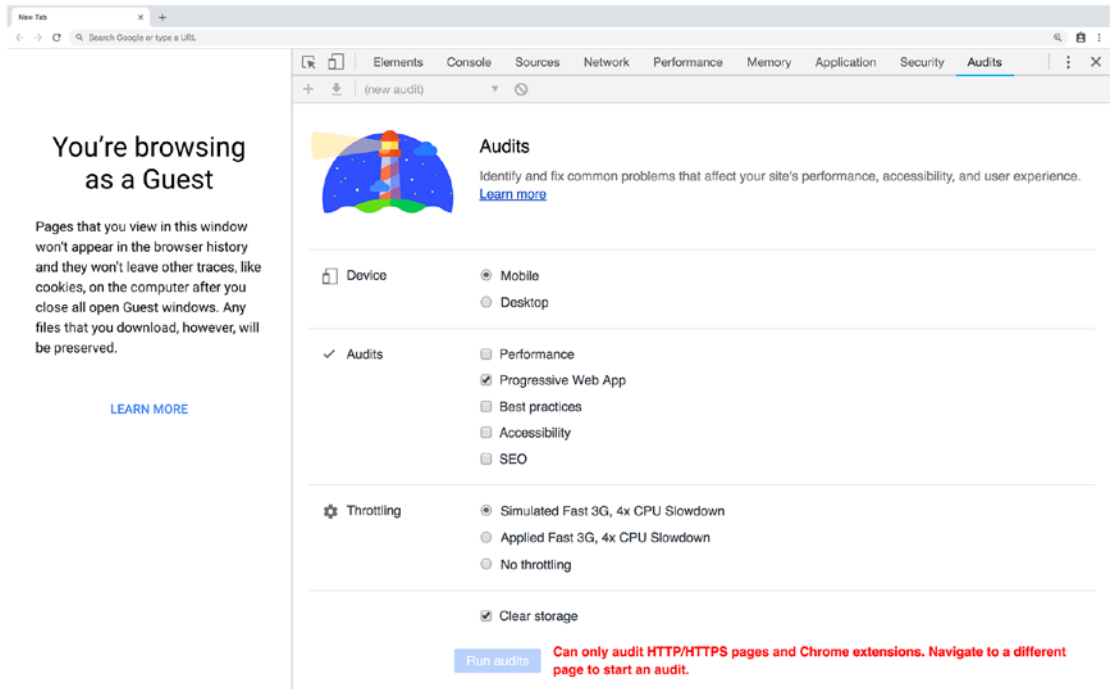 New Tab
Search Google or type a URL
Elements Console Sources Network Performance Memory Application Security Audits
(new audit)
You're browsing
as a Guest
Pages that you view in this window
won't appear in the browser history
and they won't leave other traces, like
cookies, on the computer after you
close all open Guest windows. Any
files that you download, however, will
be preserved.
LEARN MORE
Audits
Identify and fix common problems that affect your site's performance, accessibility, and user experience.
Learn more
Device
Mobile
Desktop
Audits
Performance
Progressive Web App
Best practices
Accessibility
SEO
Throttling
Simulated Fast 3G, 4x CPU Slowdown
Applied Fast 3G, 4x CPU Slowdown
No throttling
Clear storage
Run audits
Can only audit HTTP/HTTPS pages and Chrome extensions. Navigate to a different
page to start an audit.